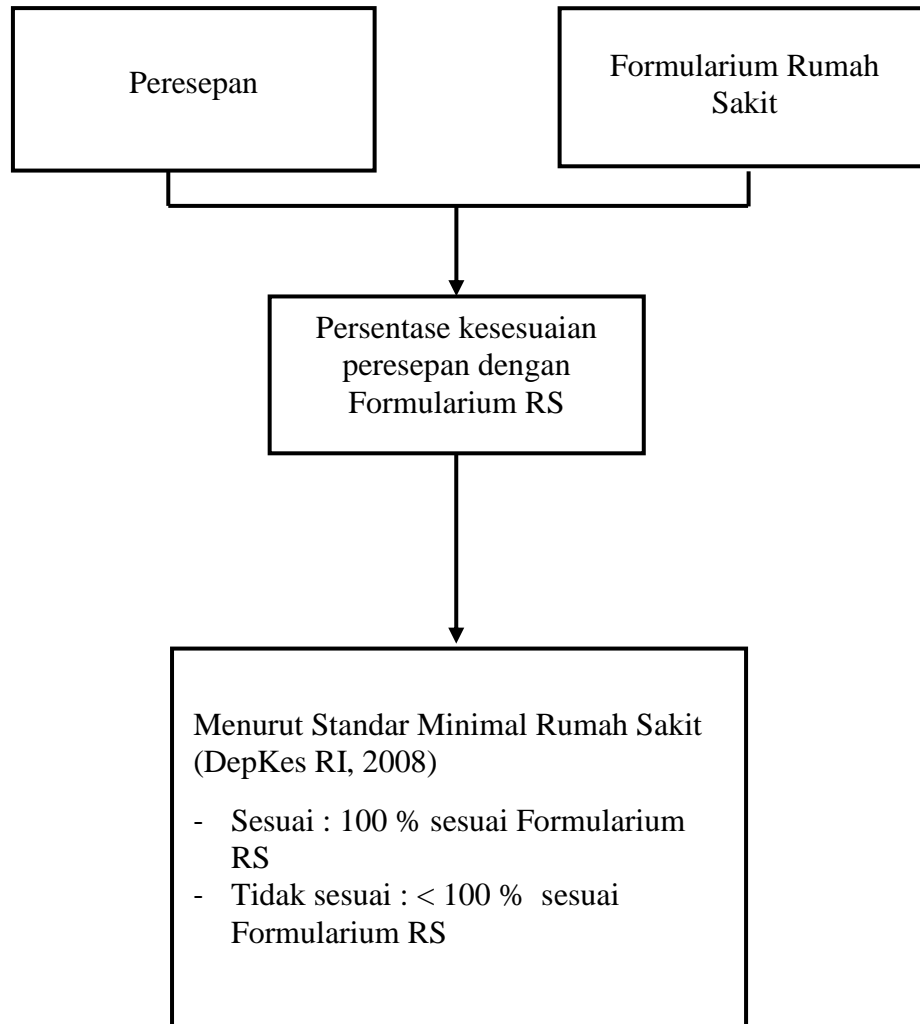 Peresepan
Formularium Rumah
Sakit
Persentase kesesuaian
peresepan dengan
Formularium RS
Menurut Standar Minimal Rumah Sakit
(DepKes RI, 2008)
- Sesuai : 100 % sesuai Formularium
RS
- Tidak sesuai : < 100 % sesuai
Formularium RS